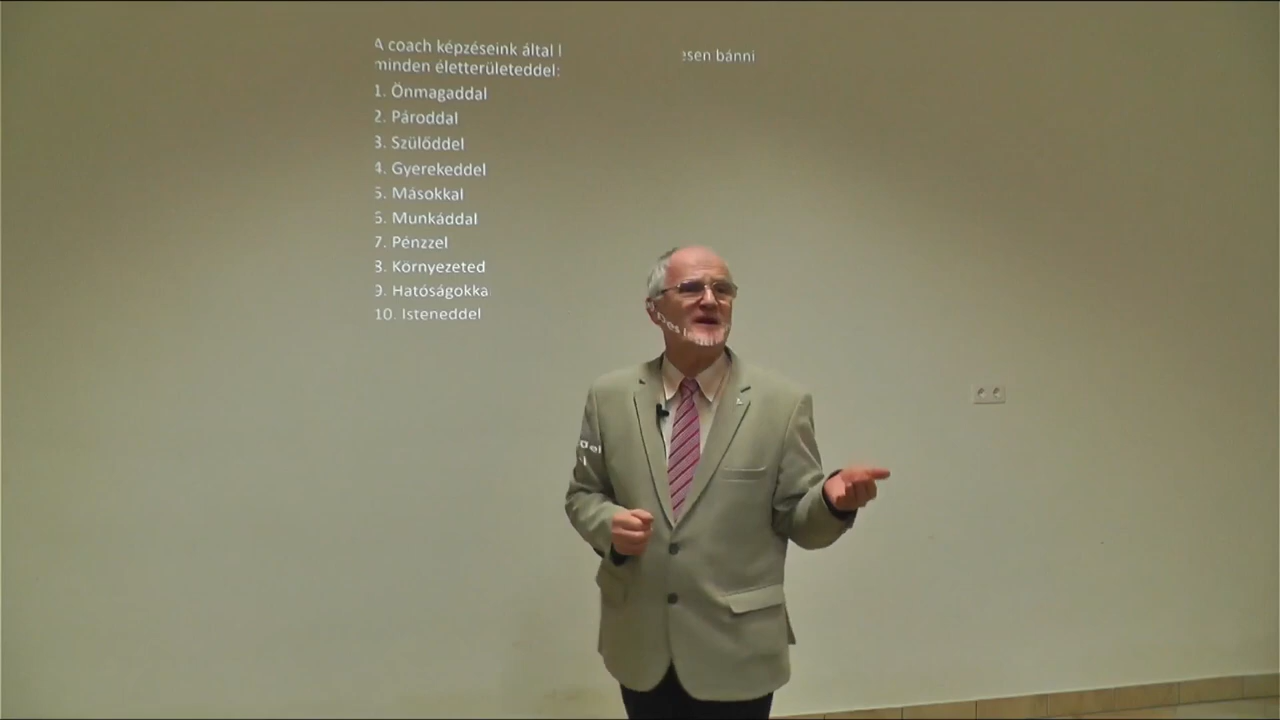 A coach képzéseink által esen bánni
minden életterületeddel:
1. Önmagaddal
2. Pároddal
3. Szülőddel
4. Gyerekeddel
5. Másokkal
6. Munkáddal
7. Pénzzel
8. Környezeted
9. Hatóságokka
10. Isteneddel